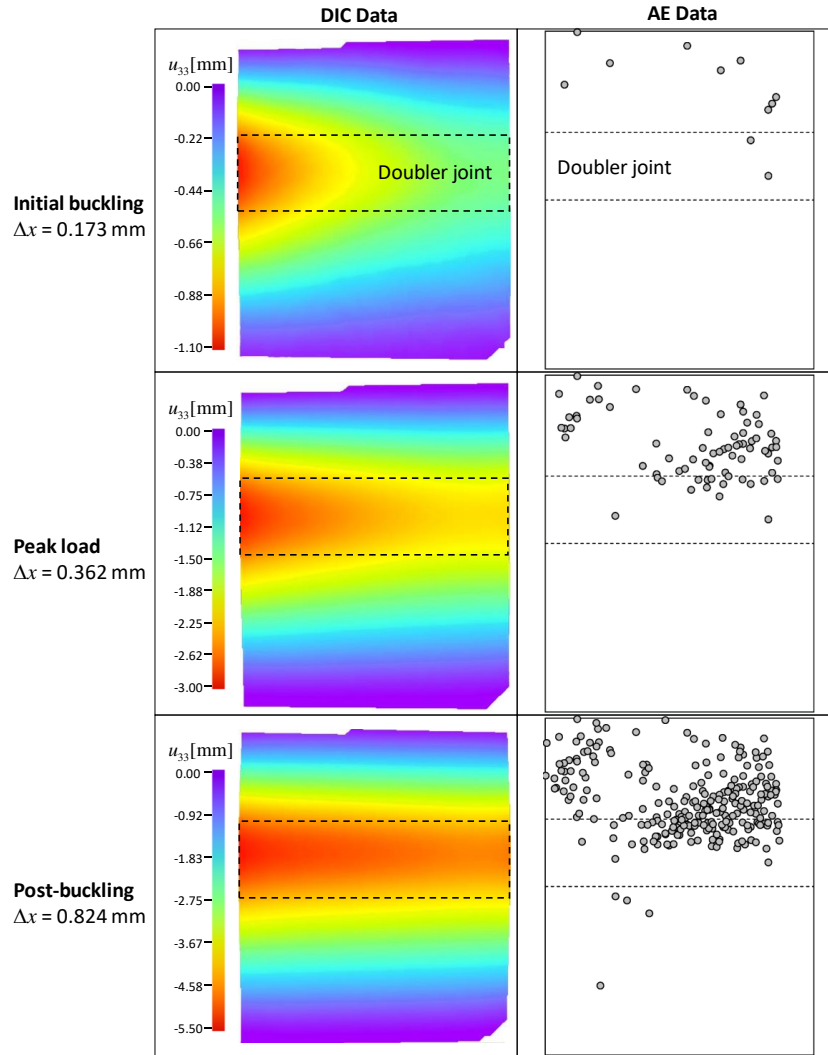 DIC Data
AE Data
u33[mm]
0.00
-0.22
-0.44
-0.66
-0.88
-1.10
Doubler joint
Doubler joint
Initial buckling
Δx = 0.173 mm
u33[mm]
0.00
-0.38
-0.75
-1.12
-1.50
-1.88
-2.25
-2.62
-3.00
Peak load
Δx = 0.362 mm
u33[mm]
0.00
-0.92
-1.83
-2.75
-3.67
-4.58
-5.50
Post-buckling
Δx = 0.824 mm